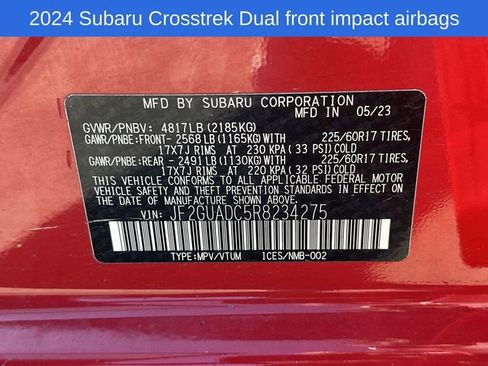 2024 Subaru Crosstrek Dual front impact airbags
MFD BY SUBARU CORPORATION
MFD IN 05/23
GVWR/PNBV: 4817LB (2185KG)
GAWR/PNBE:FRONT- 2568LB (1165KG)WITH 225/60R17 TIRES,
17X7J RIMS AT 230 KPA ( 33 PSI) COLD
GAWR/PNBE:REAR - 2491LB (1130KG)WITH 225/60R17 TIRES,
17X7J RIMS AT 220 KPA ( 32 PSI) COLD
THIS VEHICLE CONFORMS TO ALL APPLICABLE FEDERAL MOTOR
VEHICLE SAFETY AND THEFT PREVENTION STANDARDS IN EFFECT
ON THE DATE OF MANUFACTURE SHOWN ABOVE.
VIN: JF2GUADC5R8234275
TYPE:MPV/VTUM ICES/NMB-002